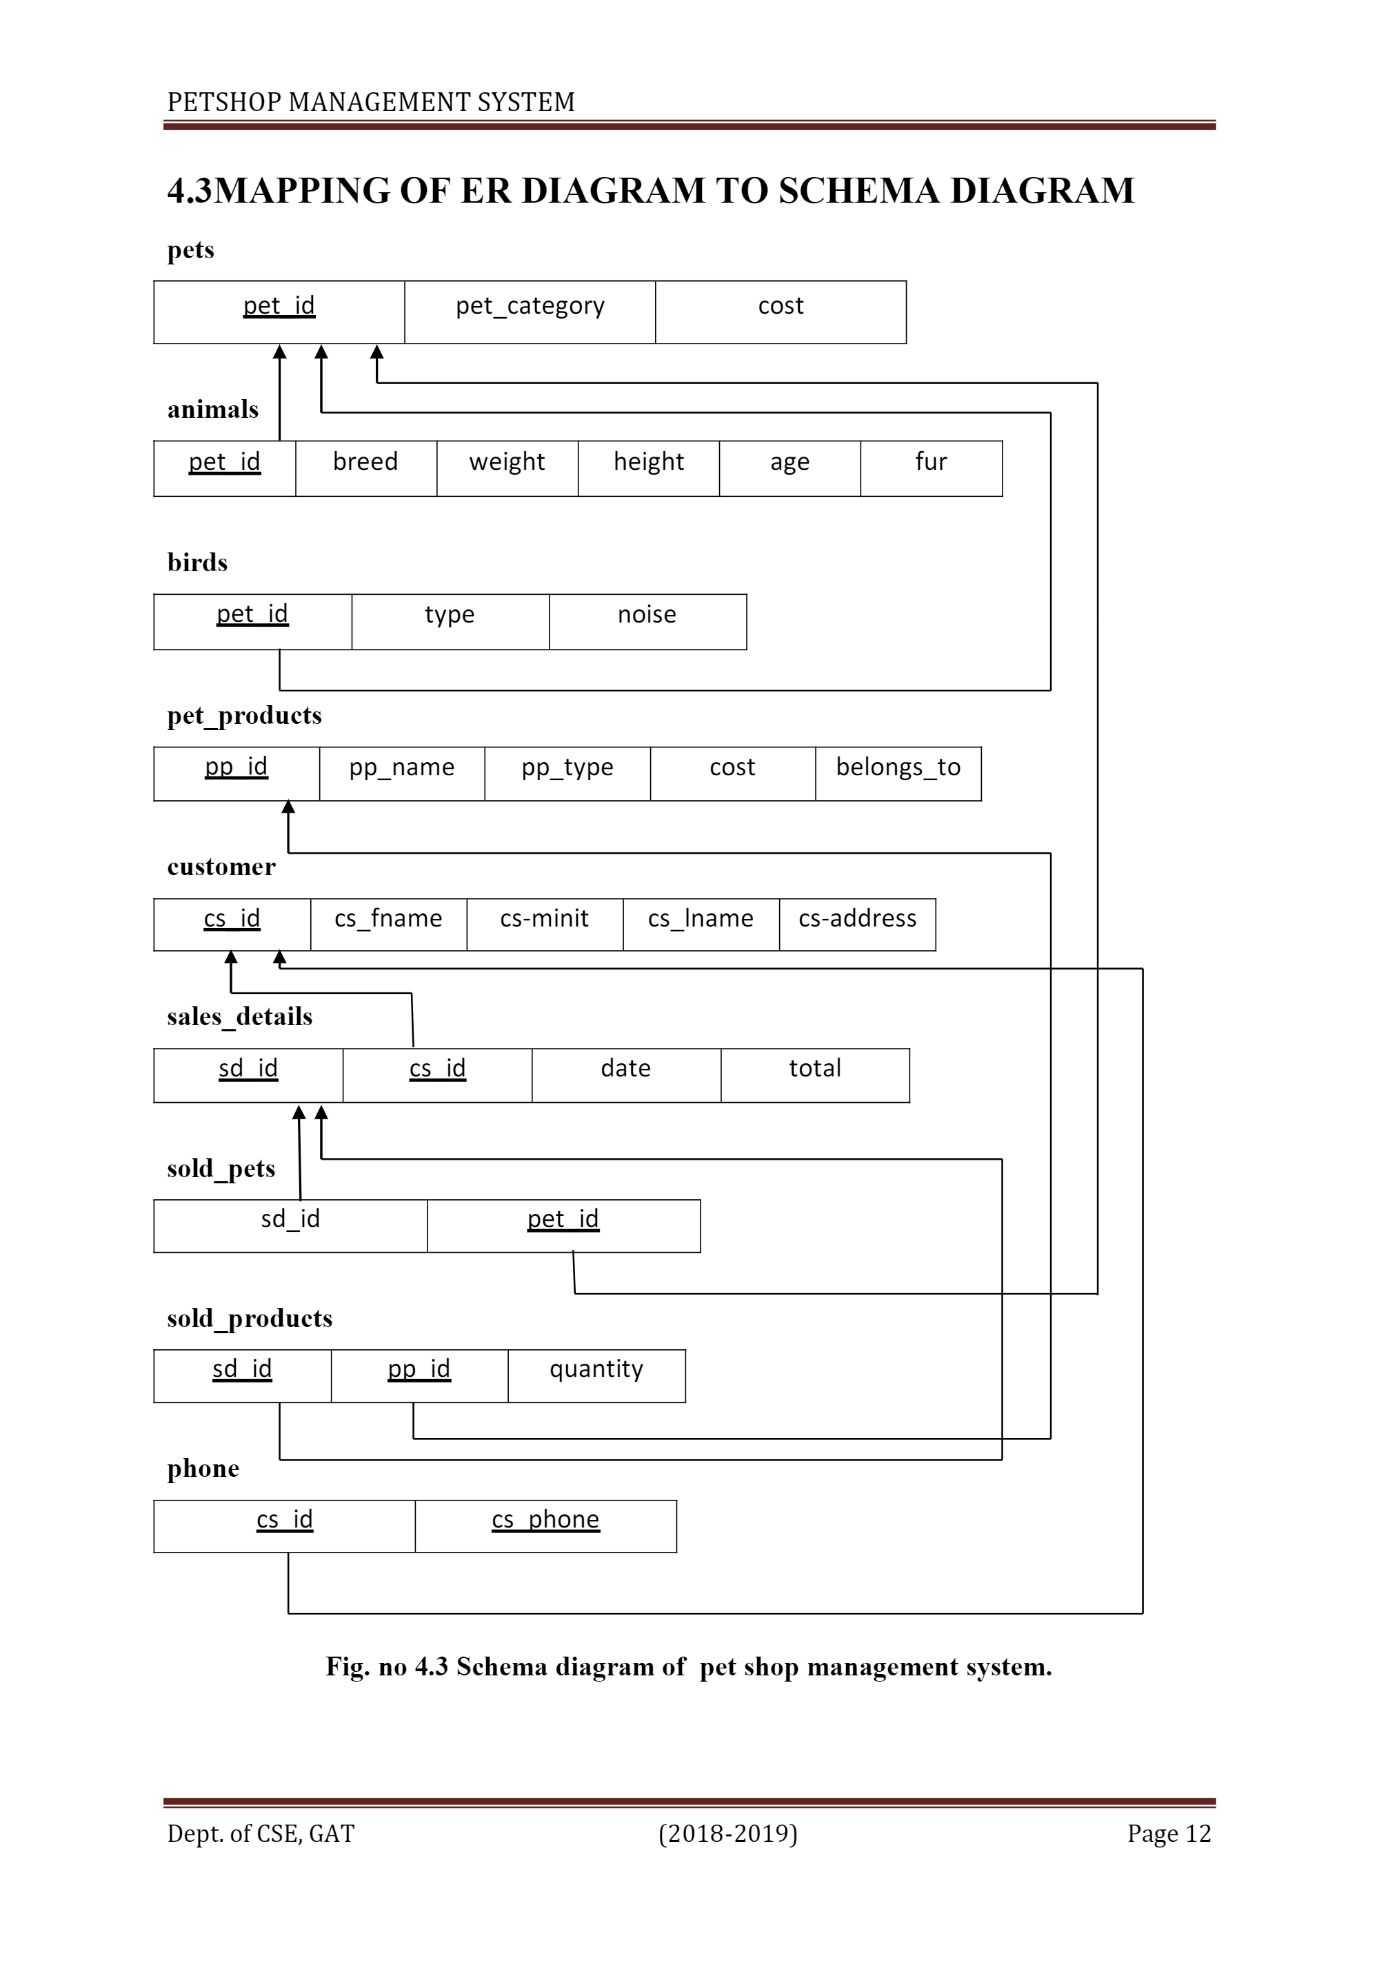 PETSHOP MANAGEMENT SYSTEM
4.3MAPPING OF ER DIAGRAM TO SCHEMA DIAGRAM
pets
pet_id pet_category cost
animals
pet_id breed weight height age fur
birds
pet_id type noise
pet_products
pp_id pp_name pp_type cost belongs_to
customer
cs_id cs_fname cs-minit cs_lname cs-address
sales_details
sd_id cs_id date total
sold_pets
sd_id pet_id
sold_products
sd_id pp_id quantity
phone
cs_id cs_phone
Fig. no 4.3 Schema diagram of pet shop management system.
Dept. of CSE, GAT (2018-2019) Page 12